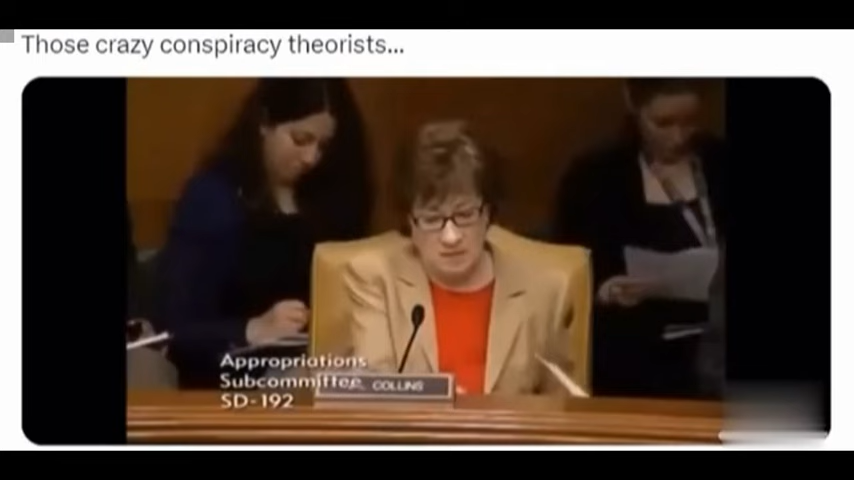 Those crazy conspiracy theorists...
Appropriations
Subcommittee
COLLINS
SD-192